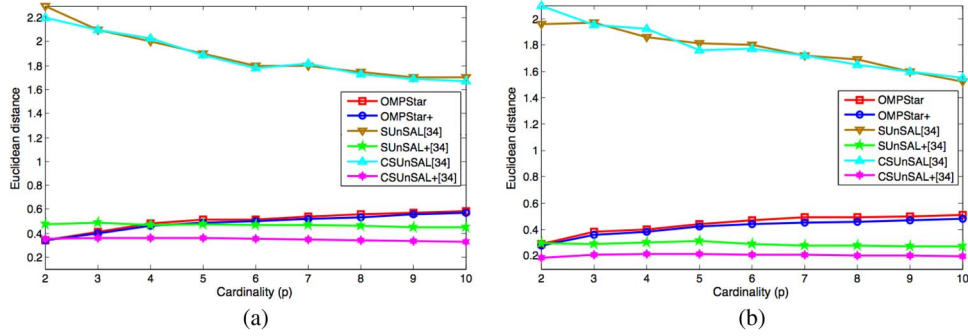 2.2
2
1.8
1.6
1.4
1.2
1
0.8
0.6
0.4
0.2
Euclidean distance
OMPStar
OMPStar+
SUnSAL[34]
SUnSAL+[34]
CSUnSAL[34]
CSUnSAL+[34]
2 3 4 5 6 7 8 9 10
Cardinality (p)
(a)
2
1.8
1.6
1.4
1.2
1
0.8
0.6
0.4
0.2
Euclidean distance
OMPStar
OMPStar+
SUnSAL[34]
SUnSAL+[34]
CSUnSAL[34]
CSUnSAL+[34]
2 3 4 5 6 7 8 9 10
Cardinality (p)
(b)